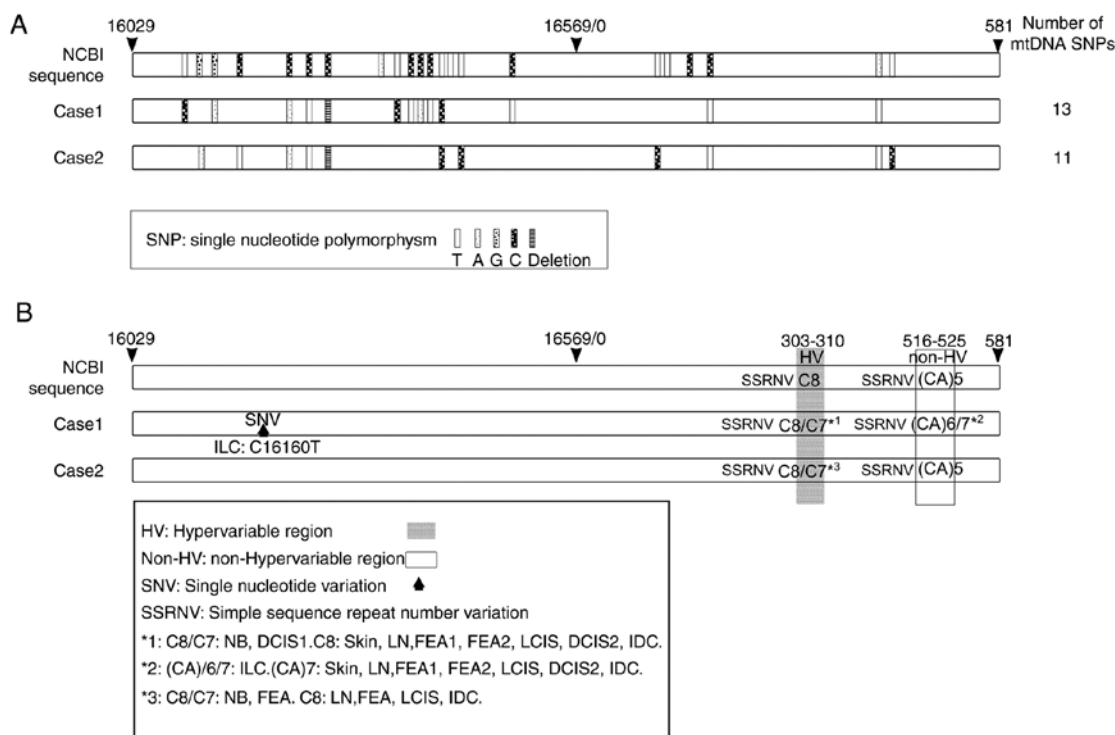 A
16029
16569/0
581
Number of
mtDNA SNPs
NCBI
sequence
Case1
13
Case2
11
SNP: single nucleotide polymorphysm
T A G C Deletion
B
16029
16569/0
303-310
516-525
581
HV
non-HV
NCBI
sequence
SSRNV C8
SSRNV (CA)5
Case1
SNV
SSRNV C8/C7*1
SSRNV (CA)6/7*2
ILC: C16160T
Case2
SSRNV C8/C7*3
SSRNV (CA)5
HV: Hypervariable region
Non-HV: non-Hypervariable region
SNV: Single nucleotide variation
SSRNV: Simple sequence repeat number variation
*1: C8/C7: NB, DCIS1.C8: Skin, LN,FEA1, FEA2, LCIS, DCIS2, IDC.
*2: (CA)/6/7: ILC.(CA)7: Skin, LN,FEA1, FEA2, LCIS, DCIS2, IDC.
*3: C8/C7: NB, FEA. C8: LN,FEA, LCIS, IDC.